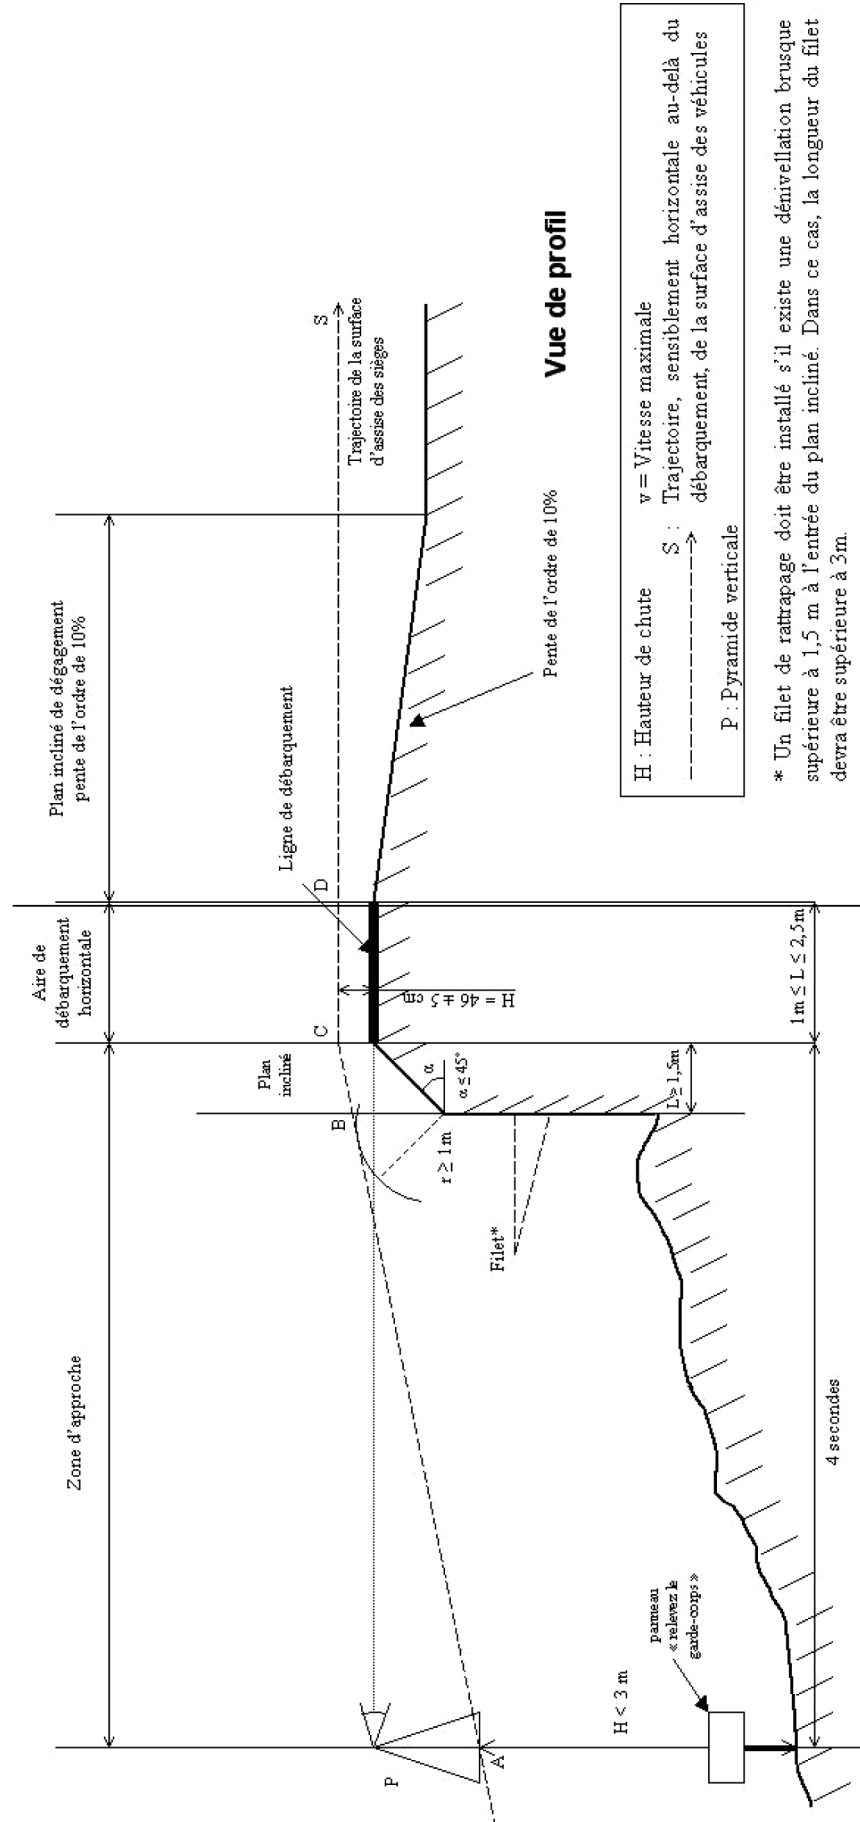 Zone d'approche
Aire de
débarquement
horizontale
Plan incliné de dégagement
pente de l'ordre de 10%
P
A
B
C
D
S
Plan
incliné
Ligne de débarquement
Trajectoire de la surface
d'assise des sièges
α
α ≤ 45°
r ≥ 1m
H = 46 ± 5 cm
Filet*
Pente de l'ordre de 10%
Vue de profil
H < 3 m
panneau
« relevez le
garde-corps »
L ≥ 1,5m
4 secondes
1m ≤ L ≤ 2,5m
H : Hauteur de chute v = Vitesse maximale
S : Trajectoire, sensiblement horizontale au-delà du
débarquement, de la surface d'assise des véhicules
P : Pyramide verticale
* Un filet de rattrapage doit être installé s'il existe une dénivellation brusque
supérieure à 1,5 m à l'entrée du plan incliné. Dans ce cas, la longueur du filet
devra être supérieure à 3m.